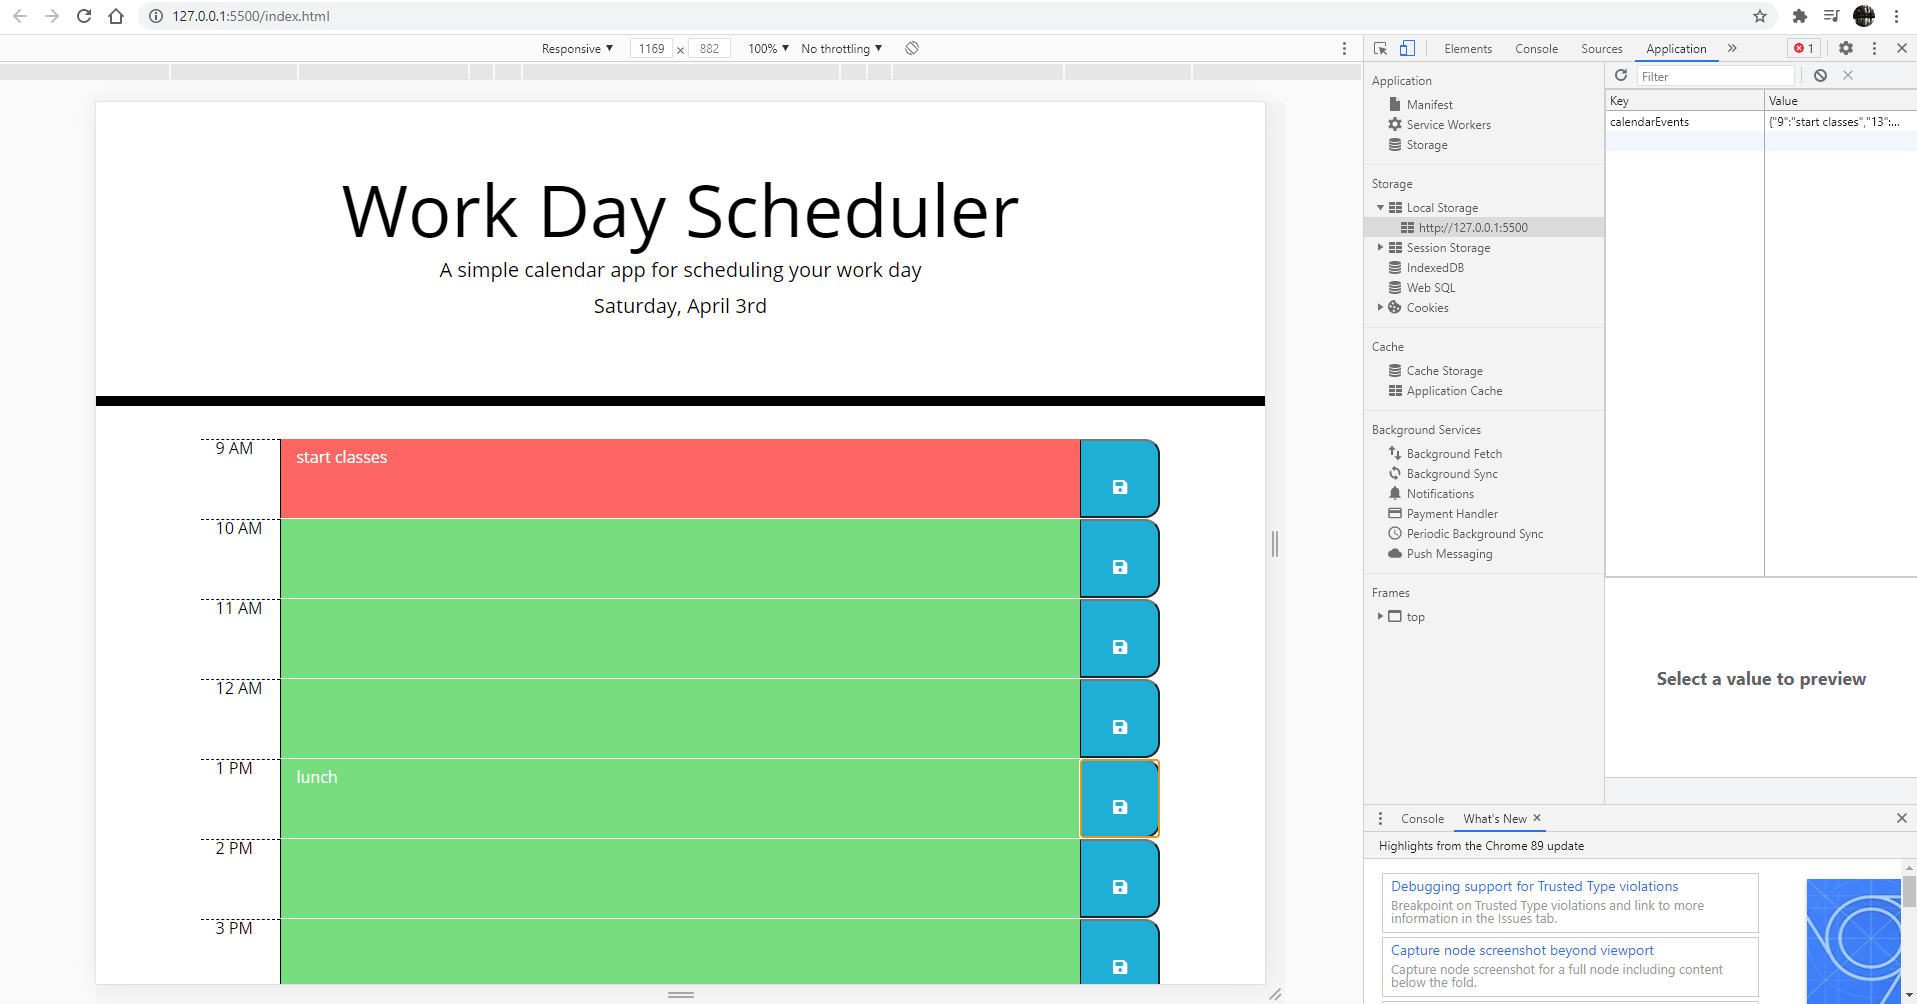 127.0.0.1:5500/index.html
Responsive ▼ 1169 × 882 100% ▼ No throttling ▼
Elements Console Sources Application » 1
Work Day Scheduler
A simple calendar app for scheduling your work day
Saturday, April 3rd
9 AM start classes
10 AM
11 AM
12 AM
1 PM lunch
2 PM
3 PM
Application
Manifest
Service Workers
Storage
Storage
Local Storage
http://127.0.0.1:5500
Session Storage
IndexedDB
Web SQL
Cookies
Cache
Cache Storage
Application Cache
Background Services
Background Fetch
Background Sync
Notifications
Payment Handler
Periodic Background Sync
Push Messaging
Frames
top
Filter
Key Value
calendarEvents {"9":"start classes","13":...
Select a value to preview
Console What's New
Highlights from the Chrome 89 update
Debugging support for Trusted Type violations
Breakpoint on Trusted Type violations and link to more
information in the Issues tab.
Capture node screenshot beyond viewport
Capture node screenshot for a full node including content
below the fold.